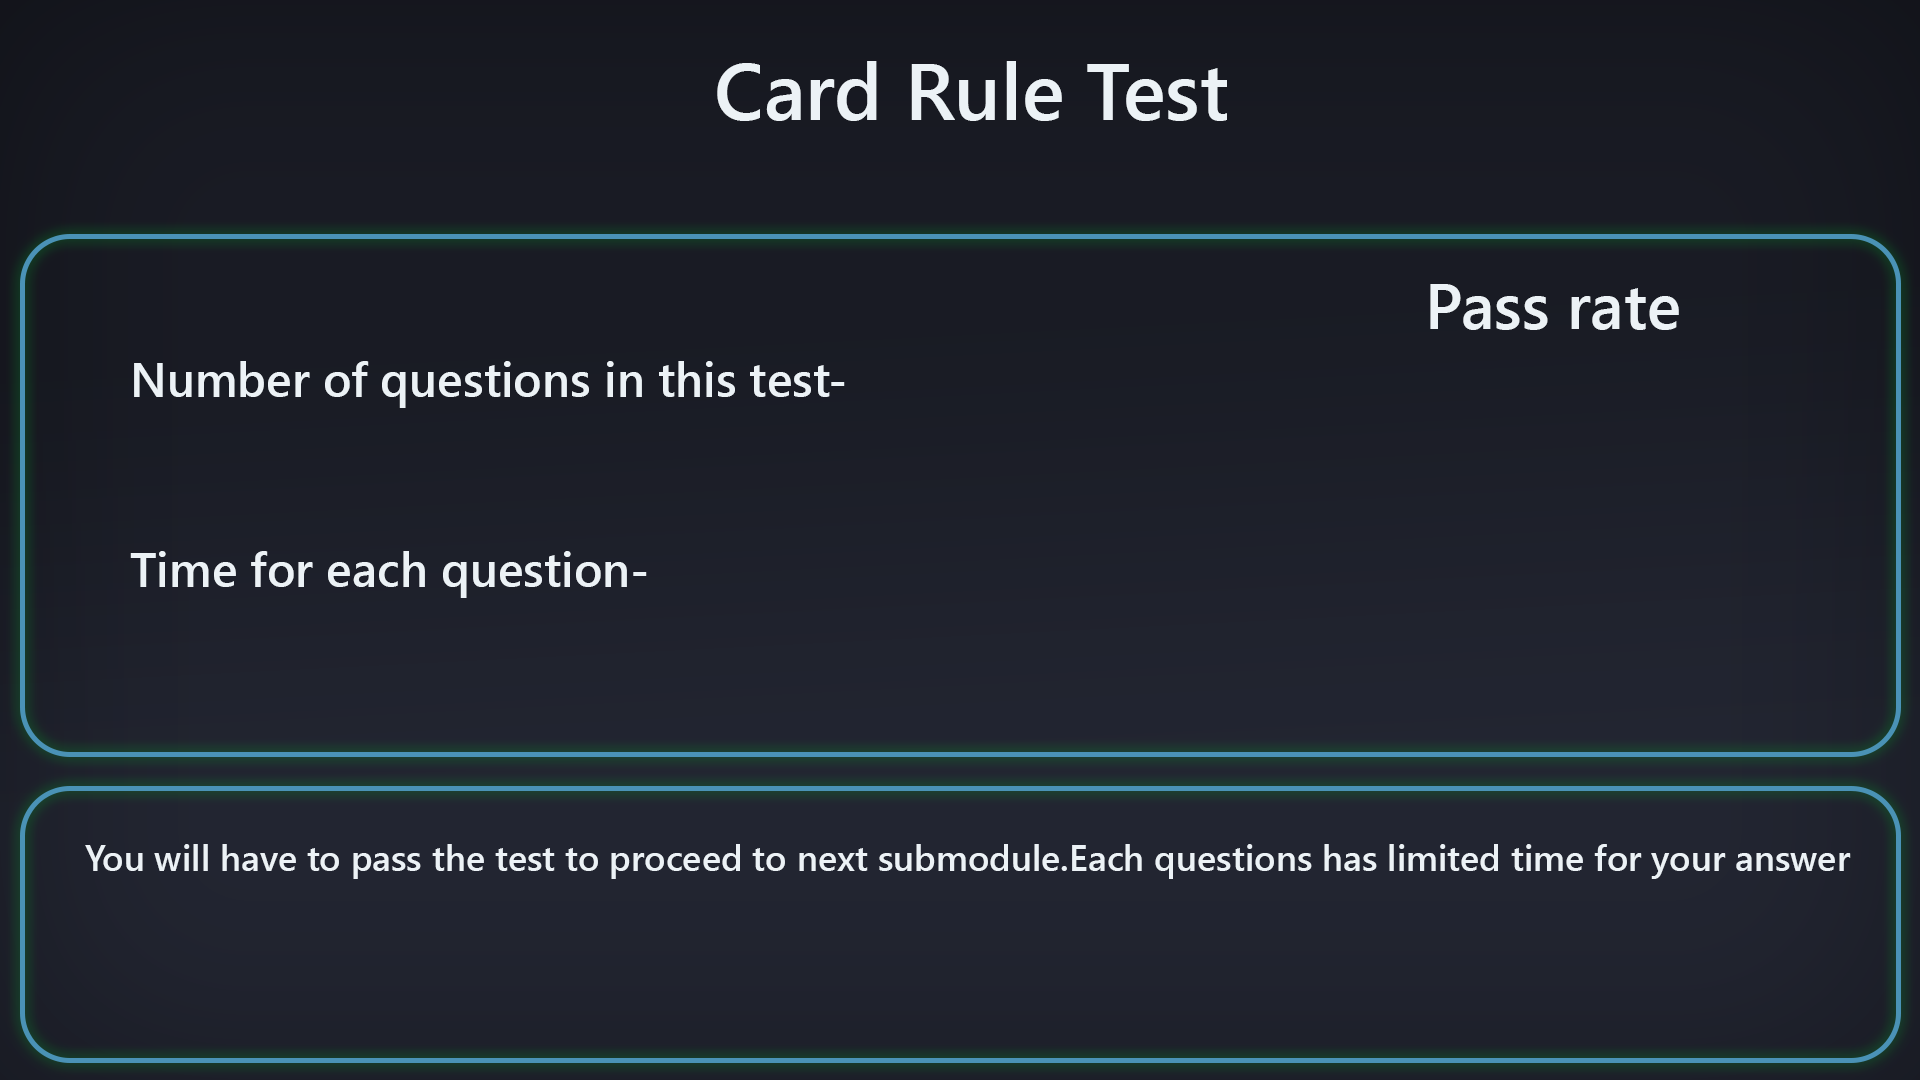 Card Rule Test
Pass rate
Number of questions in this test-
Time for each question-
You will have to pass the test to proceed to next submodule.Each questions has limited time for your answer